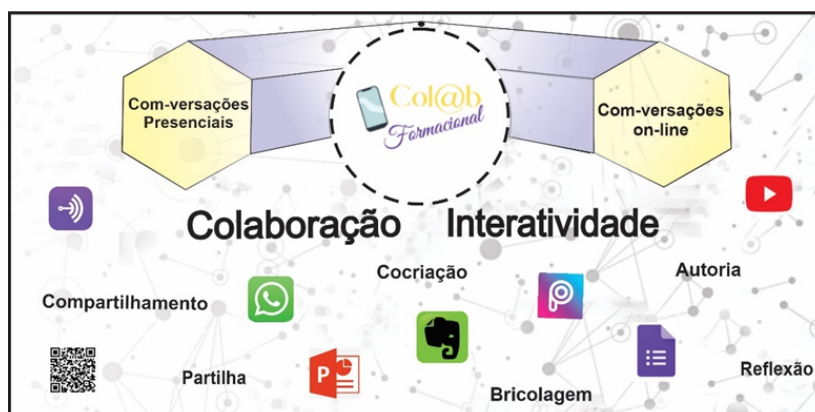 Com-versações
Presenciais
Col@b
Formacional
Com-versações
on-line
Colaboração Interatividade
Cocriação
Autoria
Compartilhamento
Partilha
P
Bricolagem
Reflexão